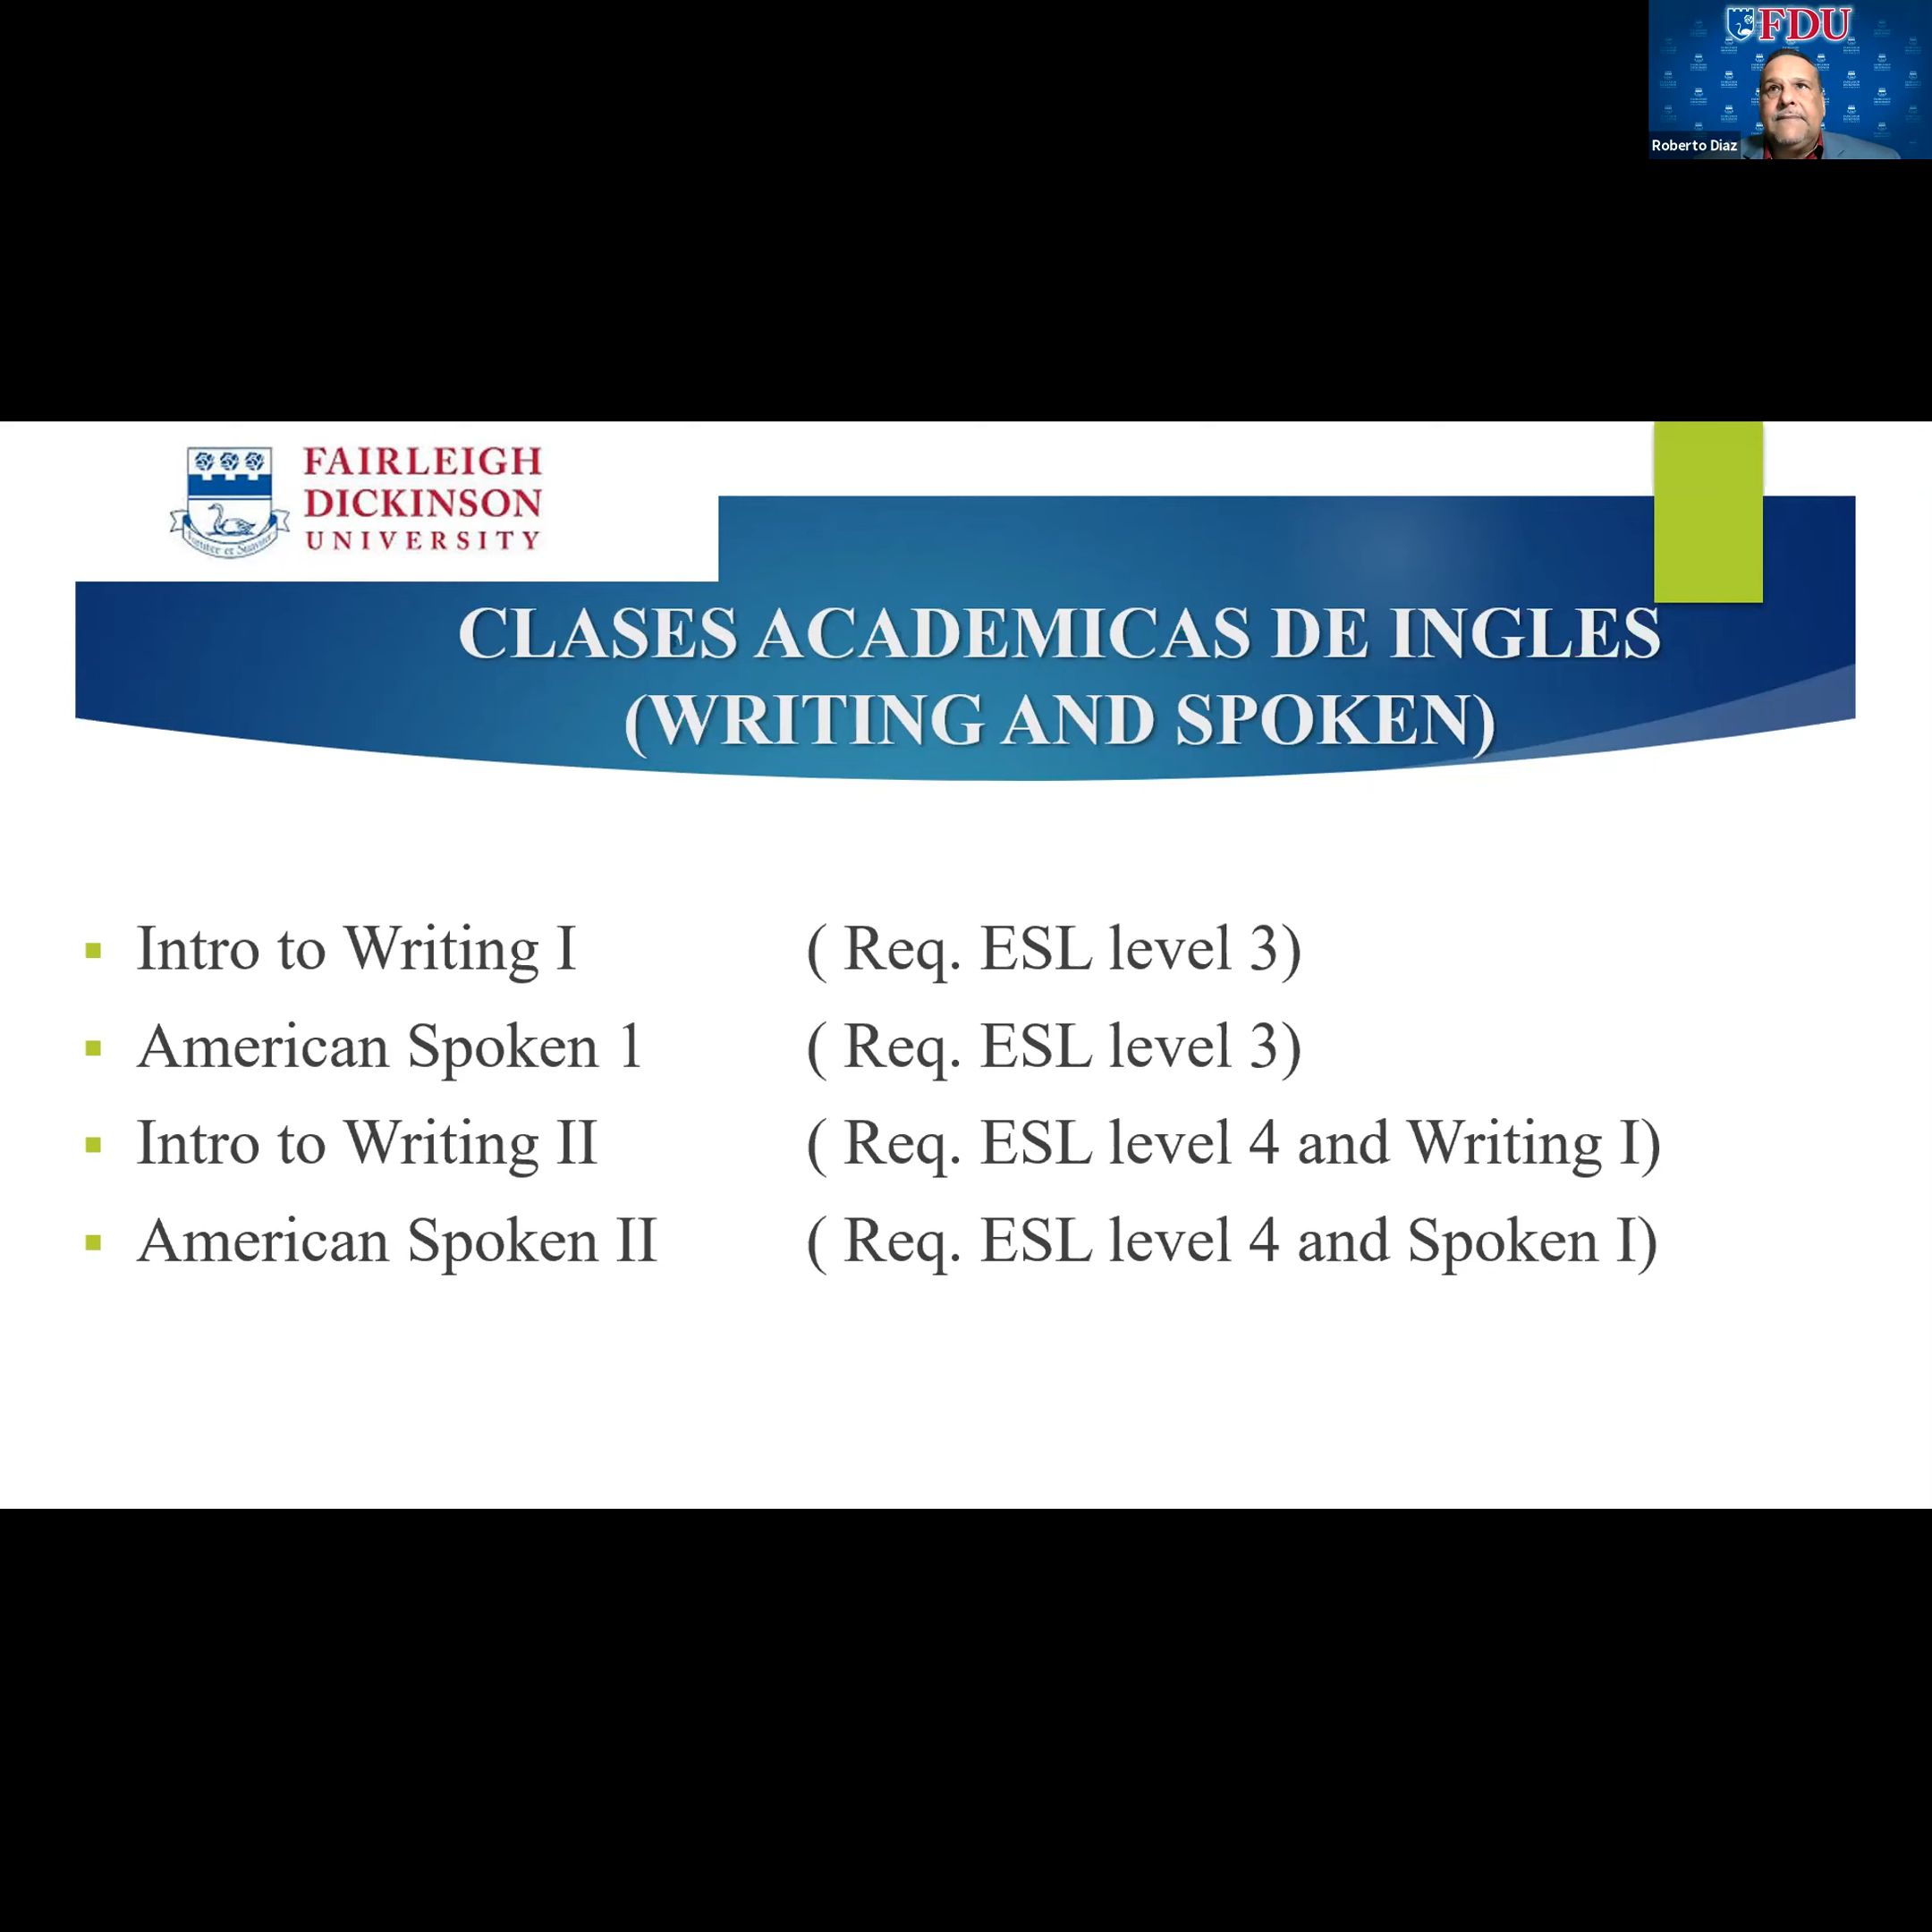 FDU
Roberto Diaz
FAIRLEIGH
DICKINSON
UNIVERSITY
CLASES ACADEMICAS DE INGLES
(WRITING AND SPOKEN)
Intro to Writing I ( Req. ESL level 3)
American Spoken 1 ( Req. ESL level 3)
Intro to Writing II ( Req. ESL level 4 and Writing I)
American Spoken II ( Req. ESL level 4 and Spoken I)